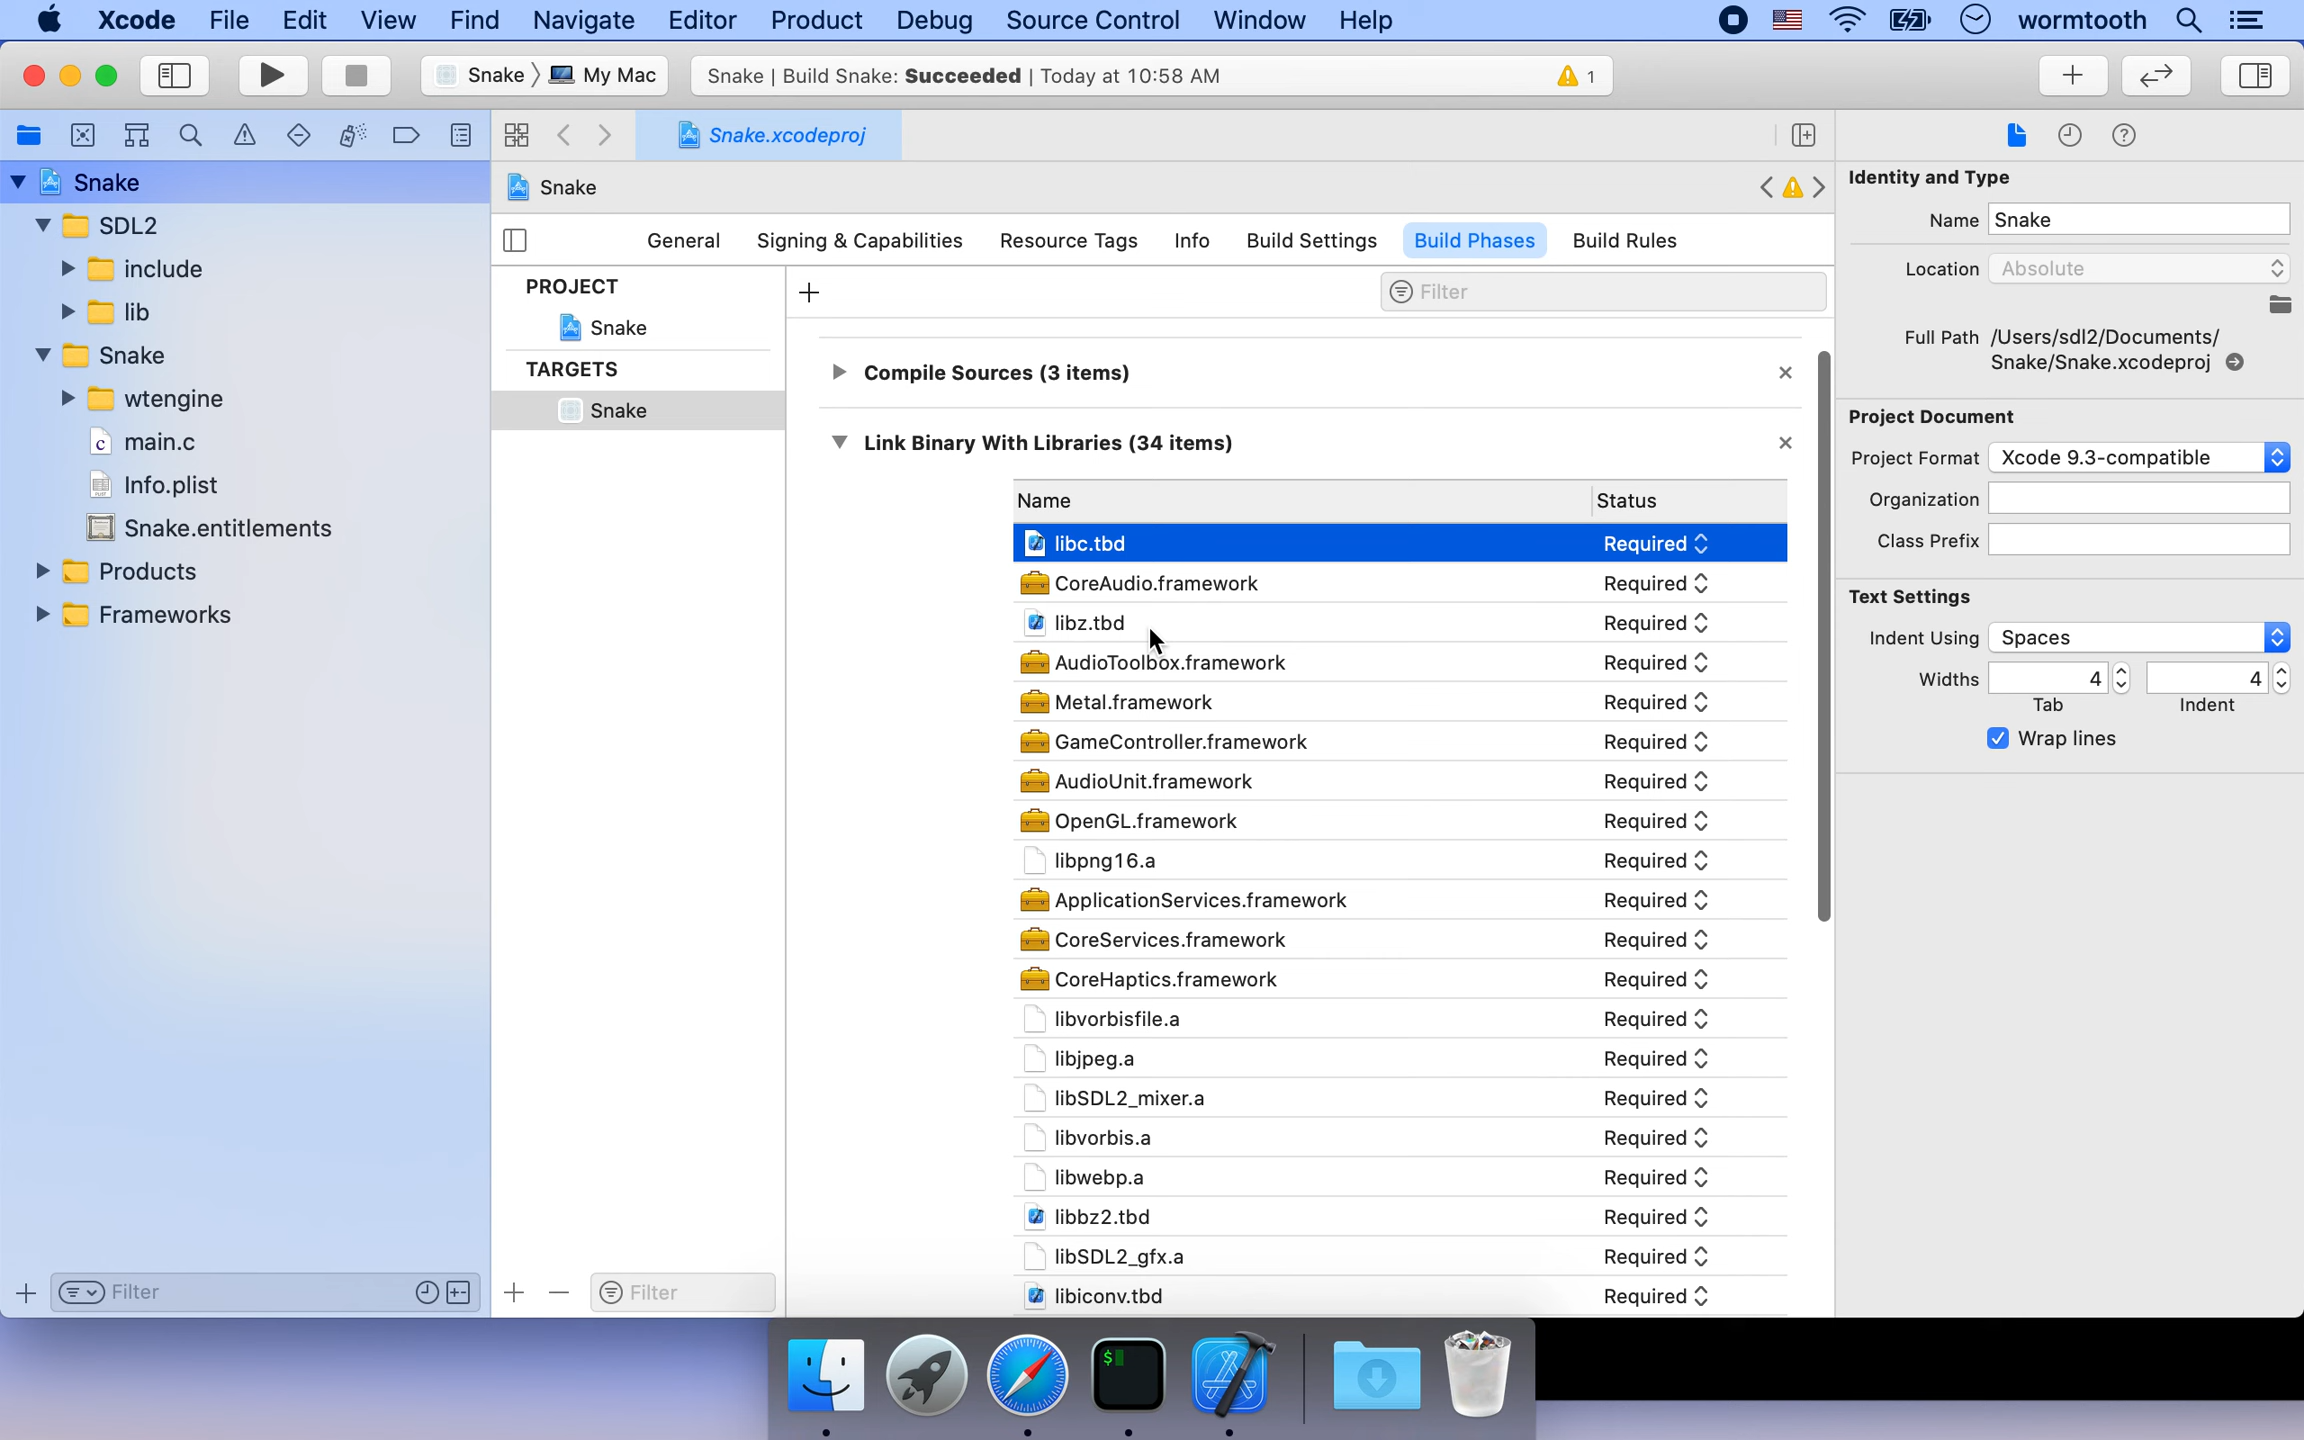 Xcode File Edit View Find Navigate Editor Product Debug Source Control Window Help wormtooth
Snake My Mac
Snake | Build Snake: Succeeded | Today at 10:58 AM 1
Snake.xcodeproj
Snake
SDL2
include
lib
Snake
wtengine
main.c
Info.plist
Snake.entitlements
Products
Frameworks
Filter
Snake
General Signing & Capabilities Resource Tags Info Build Settings Build Phases Build Rules
PROJECT
Snake
TARGETS
Snake
Filter
Filter
Compile Sources (3 items)
Link Binary With Libraries (34 items)
Name Status
libc.tbd Required
CoreAudio.framework Required
libz.tbd Required
AudioToolbox.framework Required
Metal.framework Required
GameController.framework Required
AudioUnit.framework Required
OpenGL.framework Required
libpng16.a Required
ApplicationServices.framework Required
CoreServices.framework Required
CoreHaptics.framework Required
libvorbisfile.a Required
libjpeg.a Required
libSDL2_mixer.a Required
libvorbis.a Required
libwebp.a Required
libbz2.tbd Required
libSDL2_gfx.a Required
libiconv.tbd Required
Identity and Type
Name Snake
Location Absolute
Full Path /Users/sdl2/Documents/
Snake/Snake.xcodeproj
Project Document
Project Format Xcode 9.3-compatible
Organization
Class Prefix
Text Settings
Indent Using Spaces
Widths 4 4
Tab Indent
Wrap lines